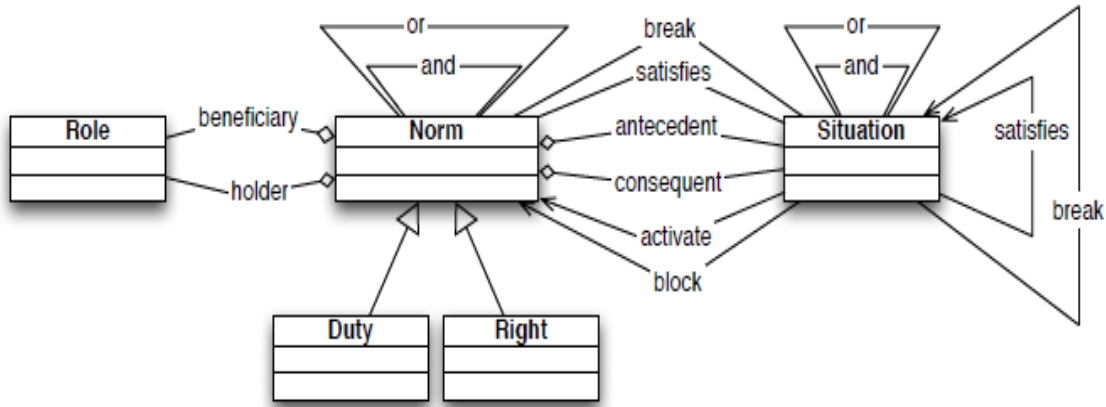 or
and
break
satisfies
or
and
beneficiary
Role
Norm
antecedent
Situation
satisfies
holder
consequent
activate
break
block
Duty
Right